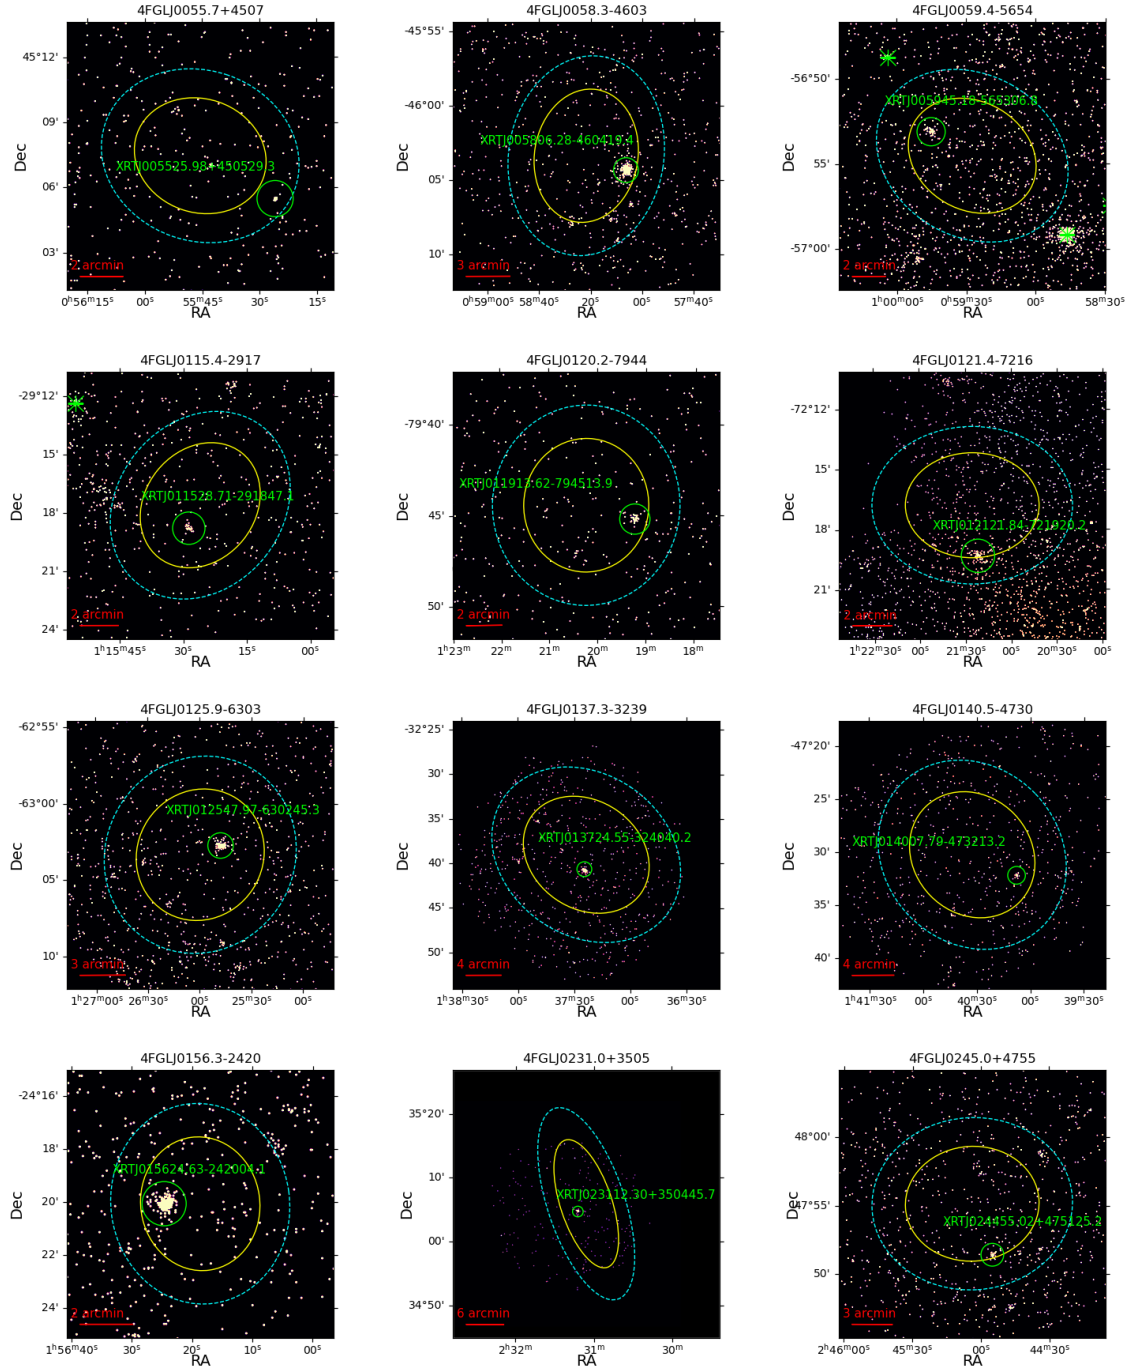 4FGLJ0055.7+4507
45°12'
09'
06'
03'
Dec
XRTJ005525.98+450529.3
2 arcmin
0ʰ56ᵐ15ˢ 00ˢ 55ᵐ45ˢ 30ˢ 15ˢ
RA
4FGLJ0058.3-4603
-45°55'
-46°00'
05'
10'
Dec
XRTJ005806.28-460419.4
3 arcmin
0ʰ59ᵐ00ˢ 58ᵐ40ˢ 20ˢ 00ˢ 57ᵐ40ˢ
RA
4FGLJ0059.4-5654
-56°50'
55'
-57°00'
Dec
XRTJ005945.18-565306.8
2 arcmin
1ʰ00ᵐ00ˢ 0ʰ59ᵐ30ˢ 00ˢ 58ᵐ30ˢ
RA
4FGLJ0115.4-2917
-29°12'
15'
18'
21'
24'
Dec
XRTJ011528.71-291847.1
2 arcmin
1ʰ15ᵐ45ˢ 30ˢ 15ˢ 00ˢ
RA
4FGLJ0120.2-7944
-79°40'
45'
50'
Dec
XRTJ011913.62-794513.9
2 arcmin
1ʰ23ᵐ 22ᵐ 21ᵐ 20ᵐ 19ᵐ 18ᵐ
RA
4FGLJ0121.4-7216
-72°12'
15'
18'
21'
Dec
XRTJ012121.84-721920.2
2 arcmin
1ʰ22ᵐ30ˢ 00ˢ 21ᵐ30ˢ 00ˢ 20ᵐ30ˢ 00ˢ
RA
4FGLJ0125.9-6303
-62°55'
-63°00'
05'
10'
Dec
XRTJ012547.97-630245.3
3 arcmin
1ʰ27ᵐ00ˢ 26ᵐ30ˢ 00ˢ 25ᵐ30ˢ 00ˢ
RA
4FGLJ0137.3-3239
-32°25'
30'
35'
40'
45'
50'
Dec
XRTJ013724.55-324040.2
4 arcmin
1ʰ38ᵐ30ˢ 00ˢ 37ᵐ30ˢ 00ˢ 36ᵐ30ˢ
RA
4FGLJ0140.5-4730
-47°20'
25'
30'
35'
40'
Dec
XRTJ014007.79-473213.2
4 arcmin
1ʰ41ᵐ30ˢ 00ˢ 40ᵐ30ˢ 00ˢ 39ᵐ30ˢ
RA
4FGLJ0156.3-2420
-24°16'
18'
20'
22'
24'
Dec
XRTJ015624.63-242004.1
2 arcmin
1ʰ56ᵐ40ˢ 30ˢ 20ˢ 10ˢ 00ˢ
RA
4FGLJ0231.0+3505
35°20'
10'
00'
34°50'
Dec
XRTJ023112.30+350445.7
6 arcmin
2ʰ32ᵐ 31ᵐ 30ᵐ
RA
4FGLJ0245.0+4755
48°00'
47°55'
50'
Dec
XRTJ024455.02+475125.2
3 arcmin
2ʰ46ᵐ00ˢ 45ᵐ30ˢ 00ˢ 44ᵐ30ˢ
RA